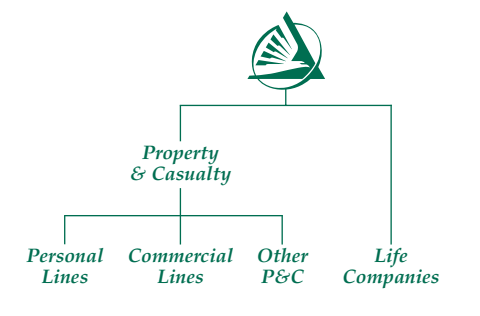 Property
& Casualty
Personal
Lines
Commercial
Lines
Other
P&C
Life
Companies